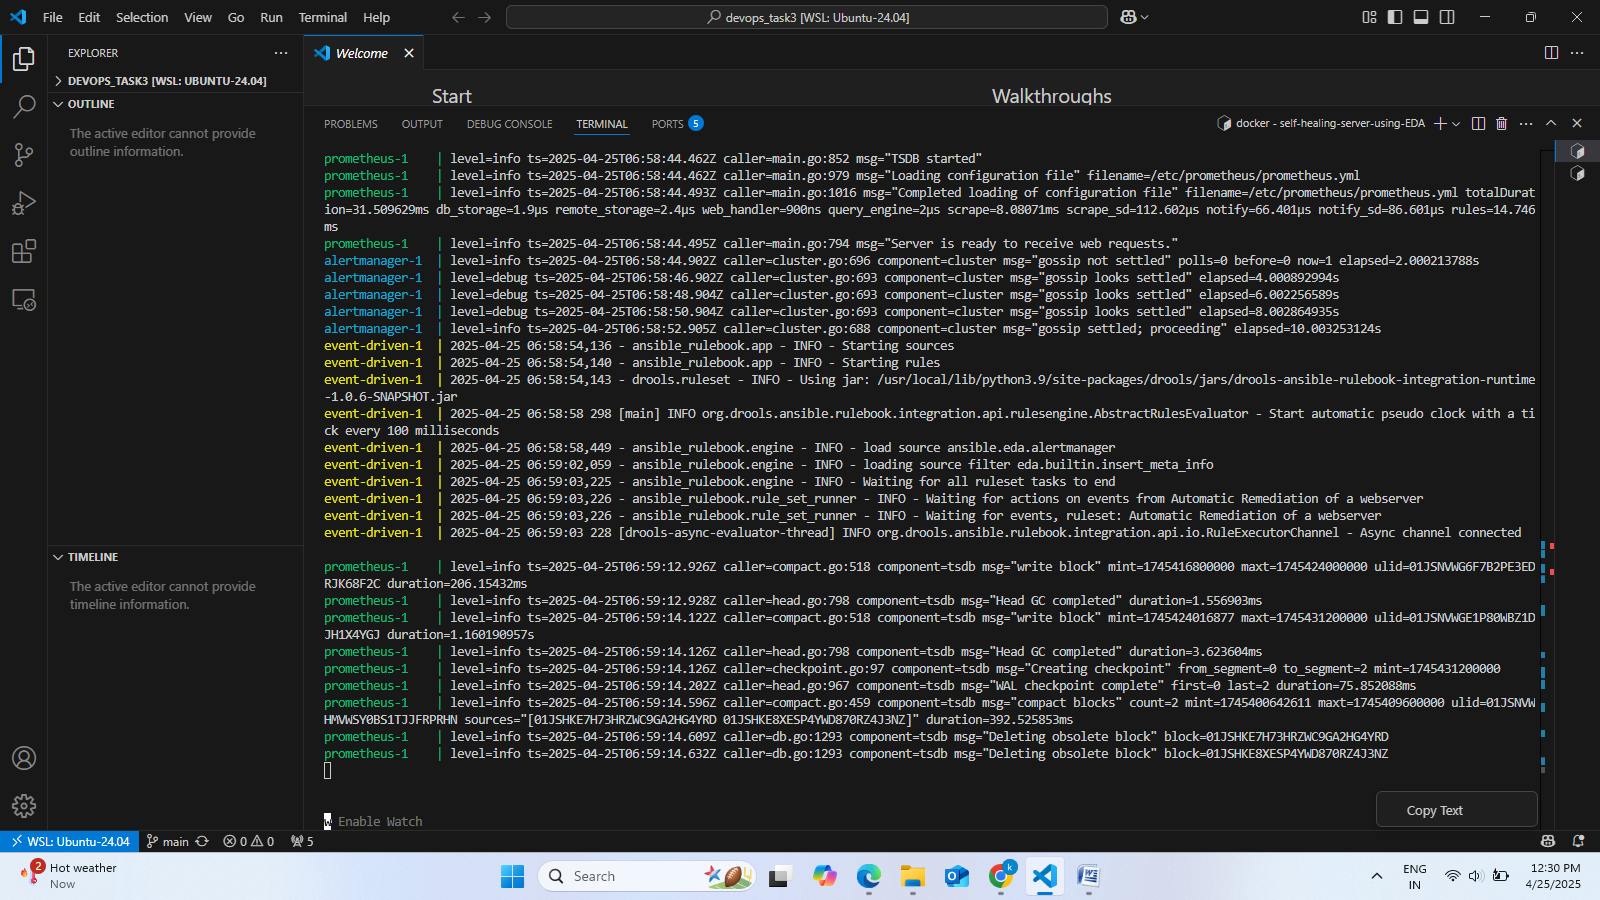 File Edit Selection View Go Run Terminal Help
devops_task3 [WSL: Ubuntu-24.04]
EXPLORER
Welcome
DEVOPS_TASK3 [WSL: UBUNTU-24.04]
OUTLINE
The active editor cannot provide
outline information.
Start
Walkthroughs
PROBLEMS OUTPUT DEBUG CONSOLE TERMINAL PORTS 5
docker - self-healing-server-using-EDA
prometheus-1 | level=info ts=2025-04-25T06:58:44.462Z caller=main.go:852 msg="TSDB started"
prometheus-1 | level=info ts=2025-04-25T06:58:44.462Z caller=main.go:979 msg="Loading configuration file" filename=/etc/prometheus/prometheus.yml
prometheus-1 | level=info ts=2025-04-25T06:58:44.493Z caller=main.go:1016 msg="Completed loading of configuration file" filename=/etc/prometheus/prometheus.yml totalDurat
ion=31.509629ms db_storage=1.9µs remote_storage=2.4µs web_handler=900ns query_engine=2µs scrape=8.08071ms scrape_sd=112.602µs notify=66.401µs notify_sd=86.601µs rules=14.746
ms
prometheus-1 | level=info ts=2025-04-25T06:58:44.495Z caller=main.go:794 msg="Server is ready to receive web requests."
alertmanager-1 | level=info ts=2025-04-25T06:58:44.902Z caller=cluster.go:696 component=cluster msg="gossip not settled" polls=0 before=0 now=1 elapsed=2.000213788s
alertmanager-1 | level=debug ts=2025-04-25T06:58:46.902Z caller=cluster.go:693 component=cluster msg="gossip looks settled" elapsed=4.000892994s
alertmanager-1 | level=debug ts=2025-04-25T06:58:48.904Z caller=cluster.go:693 component=cluster msg="gossip looks settled" elapsed=6.002256589s
alertmanager-1 | level=debug ts=2025-04-25T06:58:50.904Z caller=cluster.go:693 component=cluster msg="gossip looks settled" elapsed=8.002864935s
alertmanager-1 | level=info ts=2025-04-25T06:58:52.905Z caller=cluster.go:688 component=cluster msg="gossip settled; proceeding" elapsed=10.003253124s
event-driven-1 | 2025-04-25 06:58:54,136 - ansible_rulebook.app - INFO - Starting sources
event-driven-1 | 2025-04-25 06:58:54,140 - ansible_rulebook.app - INFO - Starting rules
event-driven-1 | 2025-04-25 06:58:54,143 - drools.ruleset - INFO - Using jar: /usr/local/lib/python3.9/site-packages/drools/jars/drools-ansible-rulebook-integration-runtime
-1.0.6-SNAPSHOT.jar
event-driven-1 | 2025-04-25 06:58:58 298 [main] INFO org.drools.ansible.rulebook.integration.api.rulesengine.AbstractRulesEvaluator - Start automatic pseudo clock with a ti
ck every 100 milliseconds
event-driven-1 | 2025-04-25 06:58:58,449 - ansible_rulebook.engine - INFO - load source ansible.eda.alertmanager
event-driven-1 | 2025-04-25 06:59:02,059 - ansible_rulebook.engine - INFO - loading source filter eda.builtin.insert_meta_info
event-driven-1 | 2025-04-25 06:59:03,225 - ansible_rulebook.engine - INFO - Waiting for all ruleset tasks to end
event-driven-1 | 2025-04-25 06:59:03,226 - ansible_rulebook.rule_set_runner - INFO - Waiting for actions on events from Automatic Remediation of a webserver
event-driven-1 | 2025-04-25 06:59:03,226 - ansible_rulebook.rule_set_runner - INFO - Waiting for events, ruleset: Automatic Remediation of a webserver
event-driven-1 | 2025-04-25 06:59:03 228 [drools-async-evaluator-thread] INFO org.drools.ansible.rulebook.integration.api.io.RuleExecutorChannel - Async channel connected
prometheus-1 | level=info ts=2025-04-25T06:59:12.926Z caller=compact.go:518 component=tsdb msg="write block" mint=1745416800000 maxt=1745424000000 ulid=01JSNVWG6F7B2PE3ED
RJK68F2C duration=206.15432ms
prometheus-1 | level=info ts=2025-04-25T06:59:12.928Z caller=head.go:798 component=tsdb msg="Head GC completed" duration=1.556903ms
prometheus-1 | level=info ts=2025-04-25T06:59:14.122Z caller=compact.go:518 component=tsdb msg="write block" mint=1745424016877 maxt=1745431200000 ulid=01JSNVWGE1P80WBZ1D
JH1X4YGJ duration=1.160190957s
prometheus-1 | level=info ts=2025-04-25T06:59:14.126Z caller=head.go:798 component=tsdb msg="Head GC completed" duration=3.623604ms
prometheus-1 | level=info ts=2025-04-25T06:59:14.126Z caller=checkpoint.go:97 component=tsdb msg="Creating checkpoint" from_segment=0 to_segment=2 mint=1745431200000
prometheus-1 | level=info ts=2025-04-25T06:59:14.202Z caller=head.go:967 component=tsdb msg="WAL checkpoint complete" first=0 last=2 duration=75.852088ms
prometheus-1 | level=info ts=2025-04-25T06:59:14.596Z caller=compact.go:459 component=tsdb msg="compact blocks" count=2 mint=1745400642611 maxt=1745409600000 ulid=01JSNVW
HMVWSY0BS1TJJFRPRHN sources="[01JSHKE7H73HRZWC9GA2HG4YRD 01JSHKE8XESP4YWD870RZ4J3NZ]" duration=392.525853ms
prometheus-1 | level=info ts=2025-04-25T06:59:14.609Z caller=db.go:1293 component=tsdb msg="Deleting obsolete block" block=01JSHKE7H73HRZWC9GA2HG4YRD
prometheus-1 | level=info ts=2025-04-25T06:59:14.632Z caller=db.go:1293 component=tsdb msg="Deleting obsolete block" block=01JSHKE8XESP4YWD870RZ4J3NZ
TIMELINE
The active editor cannot provide
timeline information.
Copy Text
w Enable Watch
WSL: Ubuntu-24.04 main 0 0 5
2 Hot weather
Now
Search
ENG
IN
12:30 PM
4/25/2025